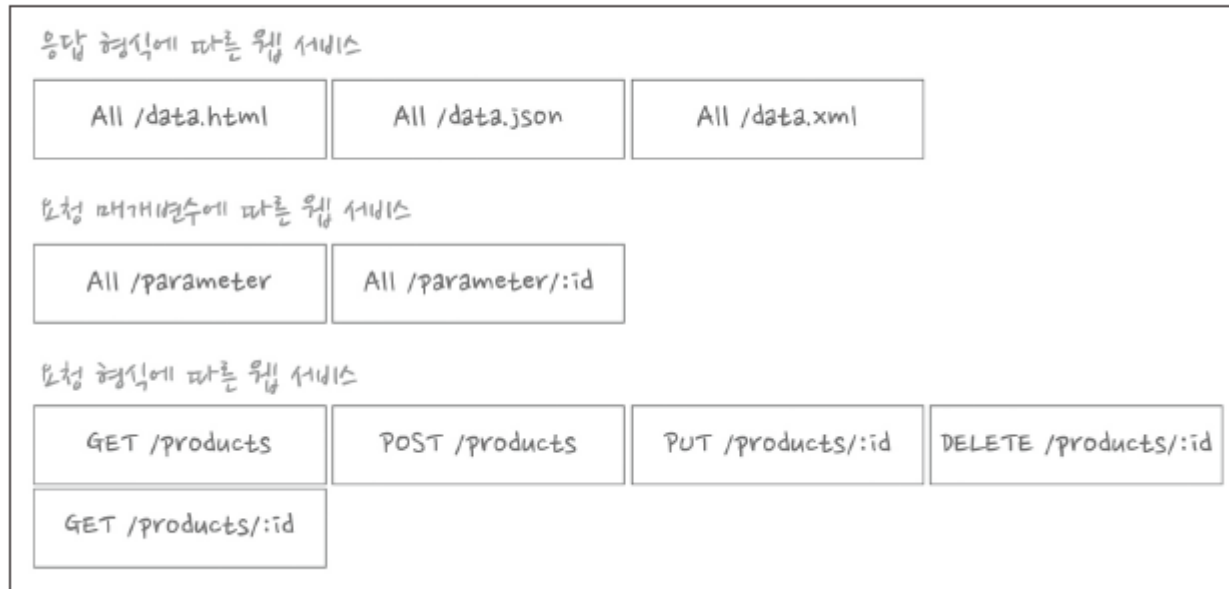 응답 형식에 따른 웹 서비스
All /data.html All /data.json All /data.xml
요청 매개변수에 따른 웹 서비스
All /parameter All /parameter/:id
요청 형식에 따른 웹 서비스
GET /products POST /products PUT /products/:id DELETE /products/:id
GET /products/:id